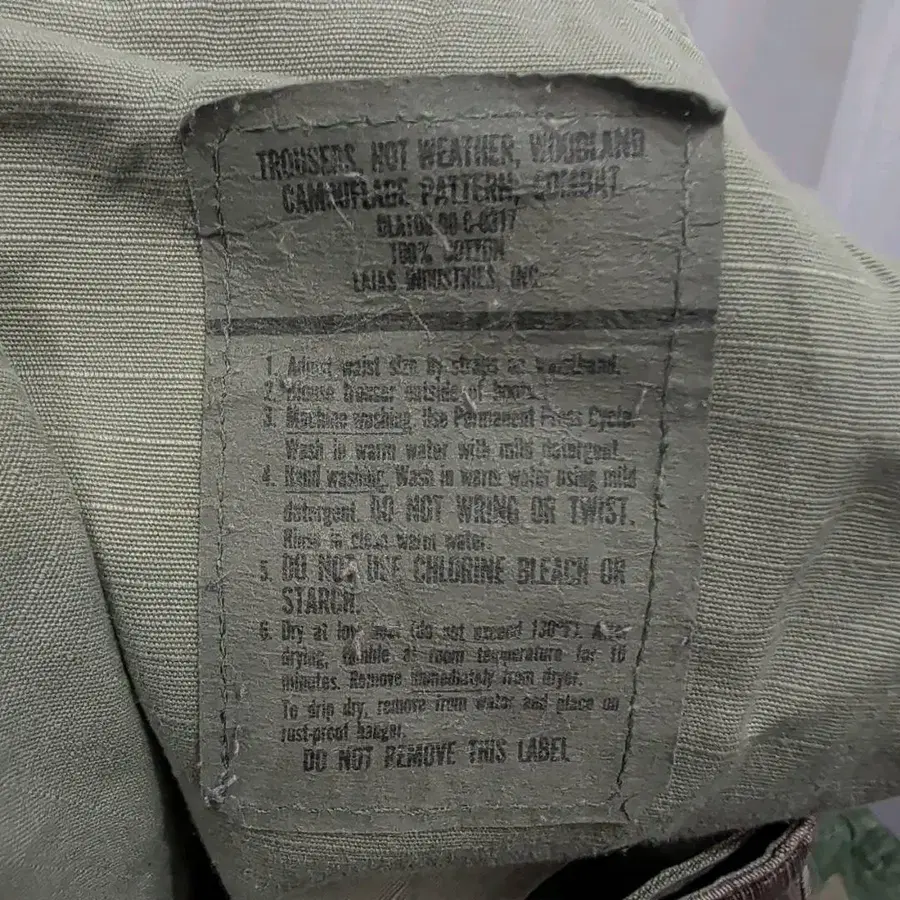 TROUSERS, HOT WEATHER, WOODLAND
CAMOUFLAGE PATTERN, COMBAT
100% COTTON
INDUSTRIES, INC.
1. Adjust waist size by straps on waistband.
2. Blouse trouser outside of boots.
3. Machine washing. Use Permanent Press Cycle.
Wash in warm water with mild detergent.
4. Hand washing. Wash in warm water using mild
detergent. DO NOT WRING OR TWIST.
Rinse in clean warm water.
5. DO NOT USE CHLORINE BLEACH OR
STARCH.
6. Dry at low heat (do not exceed 130°F). After
drying, tumble at room temperature for 10
minutes. Remove immediately from dryer.
To drip dry, remove from water and place on
rust-proof hanger.
DO NOT REMOVE THIS LABEL